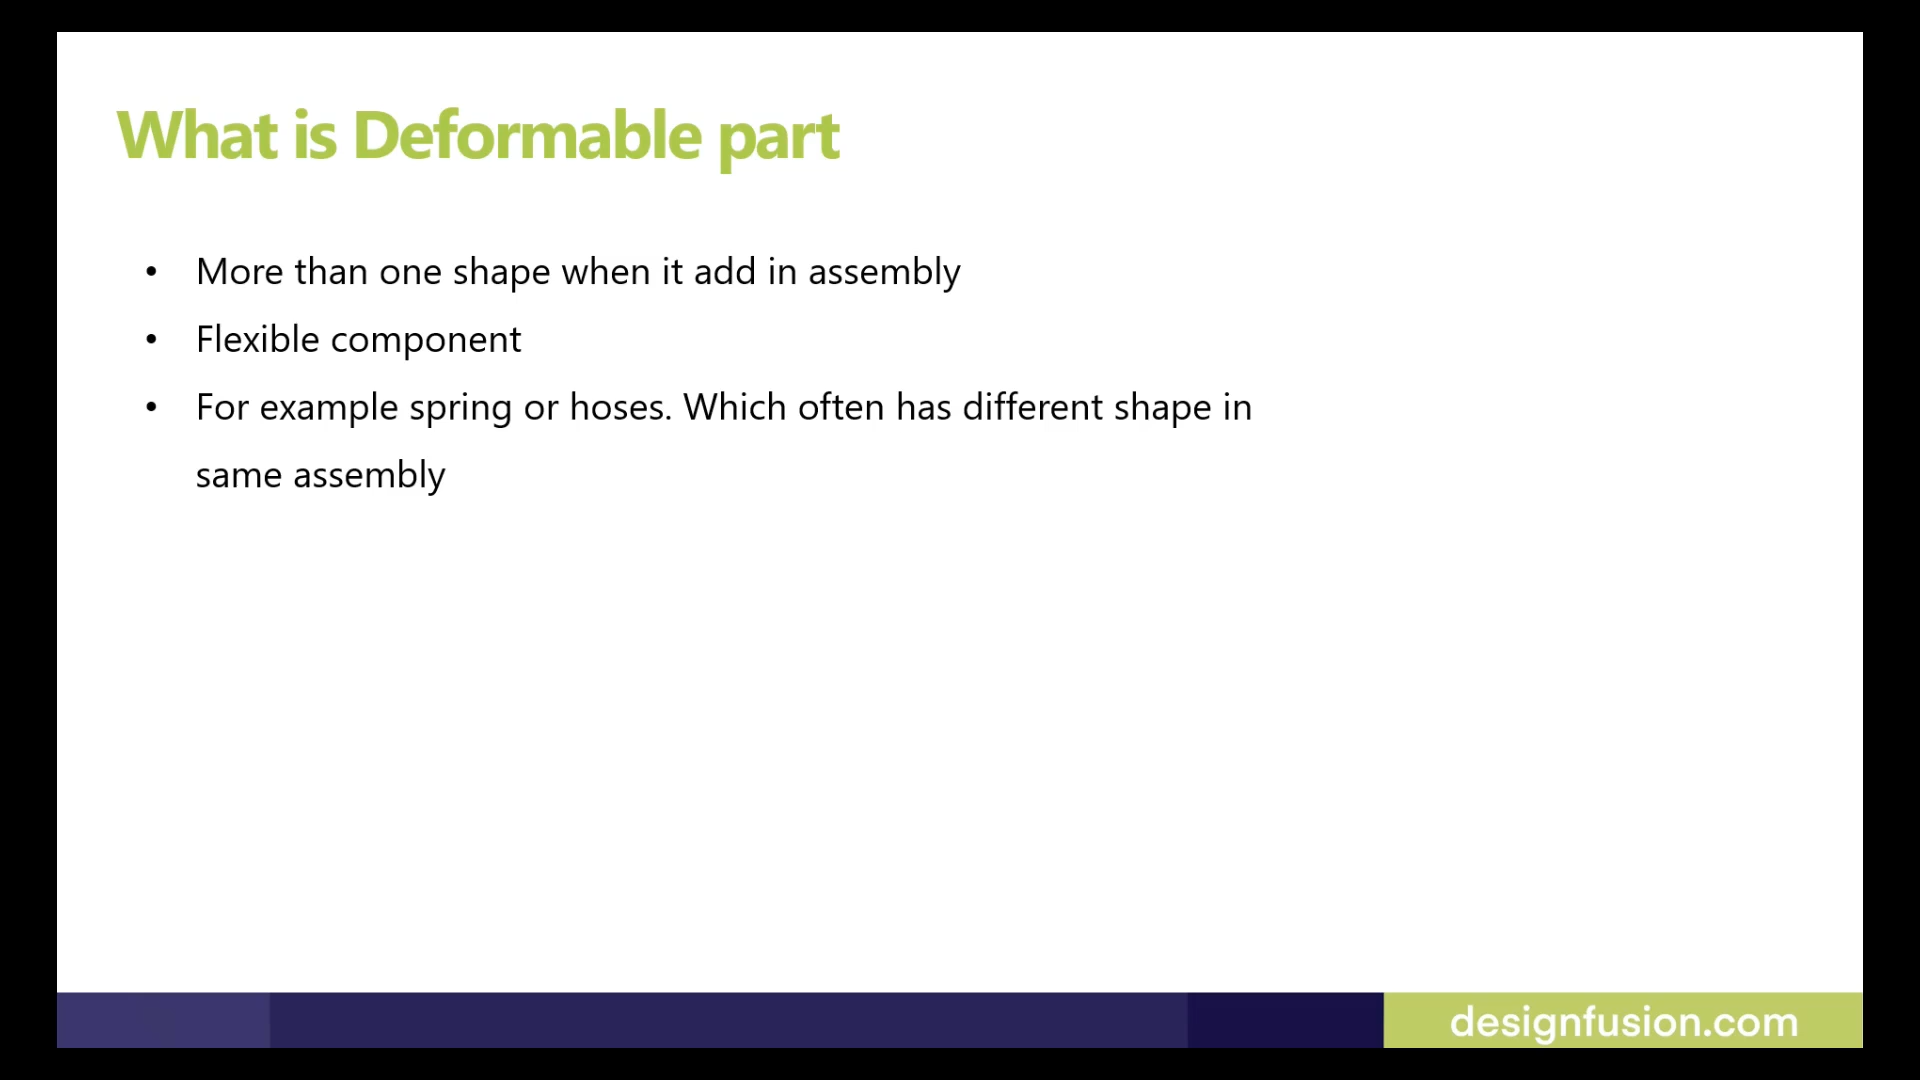 What is Deformable part
• More than one shape when it add in assembly
• Flexible component
• For example spring or hoses. Which often has different shape in
same assembly
designfusion.com